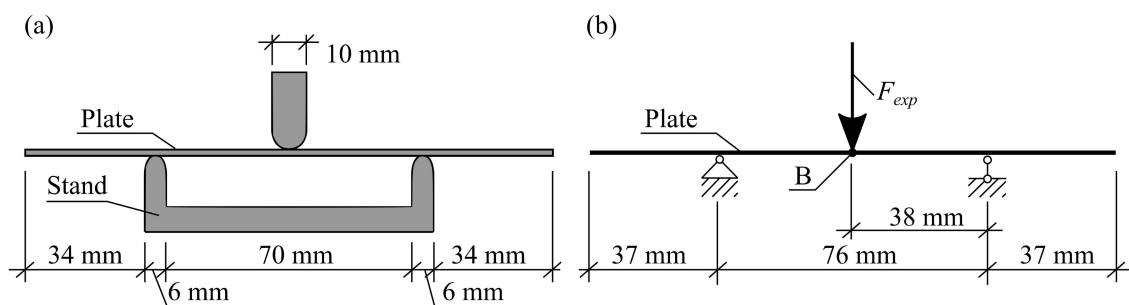 (a)
10 mm
Plate
Stand
34 mm
70 mm
34 mm
6 mm
6 mm
(b)
F_exp
Plate
B
38 mm
37 mm
76 mm
37 mm